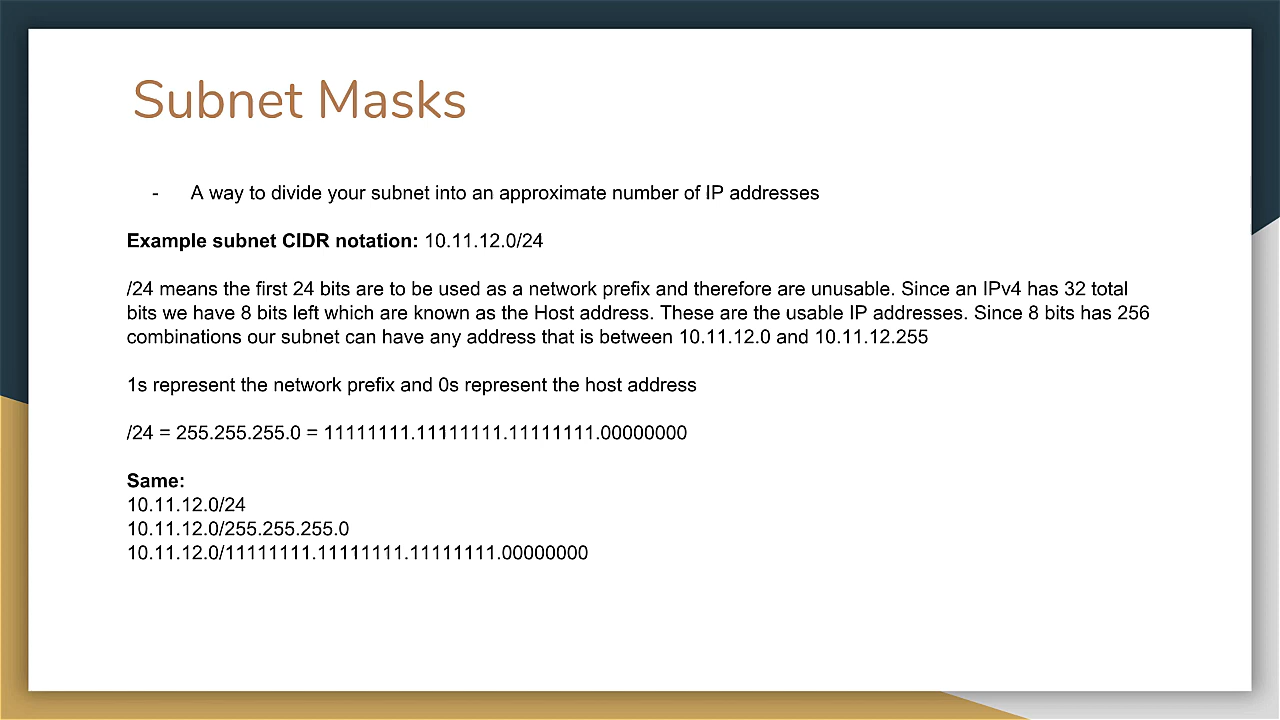 Subnet Masks
- A way to divide your subnet into an approximate number of IP addresses
Example subnet CIDR notation: 10.11.12.0/24
/24 means the first 24 bits are to be used as a network prefix and therefore are unusable. Since an IPv4 has 32 total
bits we have 8 bits left which are known as the Host address. These are the usable IP addresses. Since 8 bits has 256
combinations our subnet can have any address that is between 10.11.12.0 and 10.11.12.255
1s represent the network prefix and 0s represent the host address
/24 = 255.255.255.0 = 11111111.11111111.11111111.00000000
Same:
10.11.12.0/24
10.11.12.0/255.255.255.0
10.11.12.0/11111111.11111111.11111111.00000000